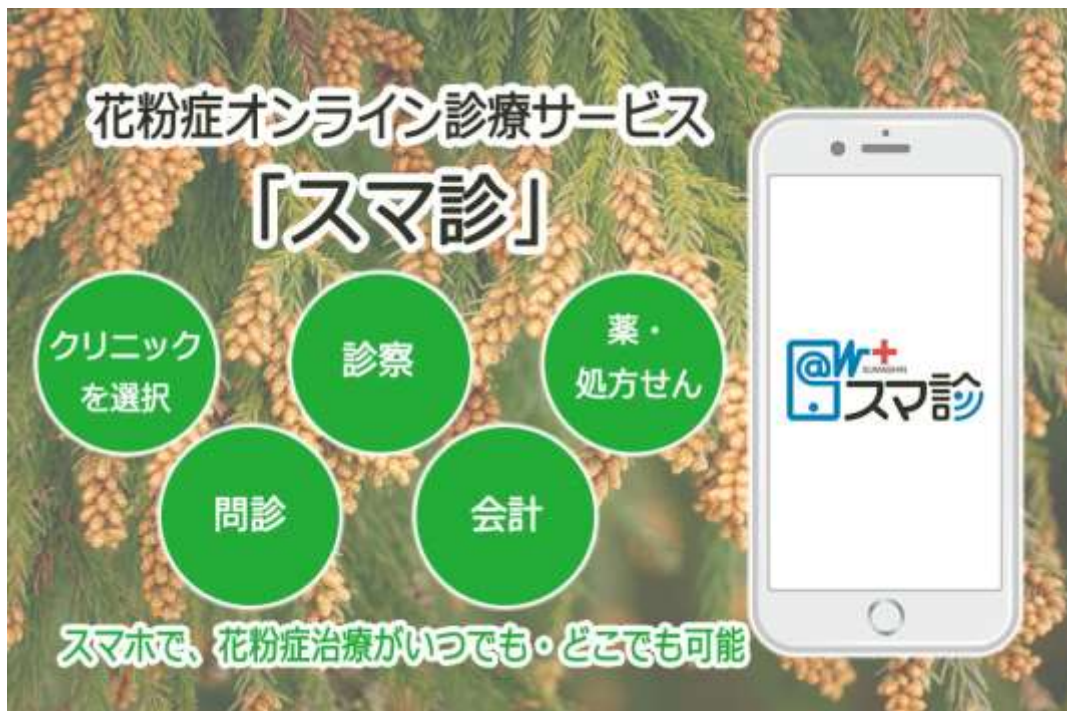 花粉症オンライン診療サービス
「スマ診」
クリニック
を選択
問診
診察
会計
薬・
処方せん
スマホで、花粉症治療がいつでも・どこでも可能
@W+
SUMASHIN
スマ診